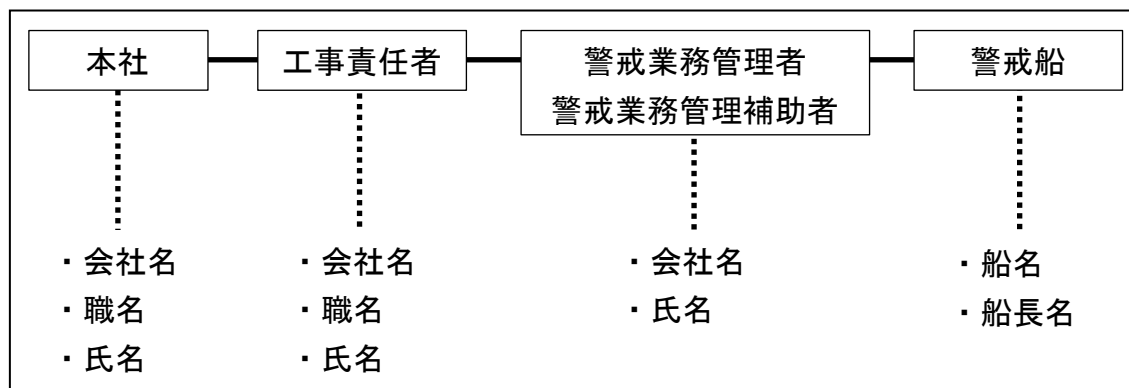 本社
工事責任者
警戒業務管理者
警戒業務管理補助者
警戒船
・会社名
・職名
・氏名
・会社名
・職名
・氏名
・会社名
・氏名
・船名
・船長名